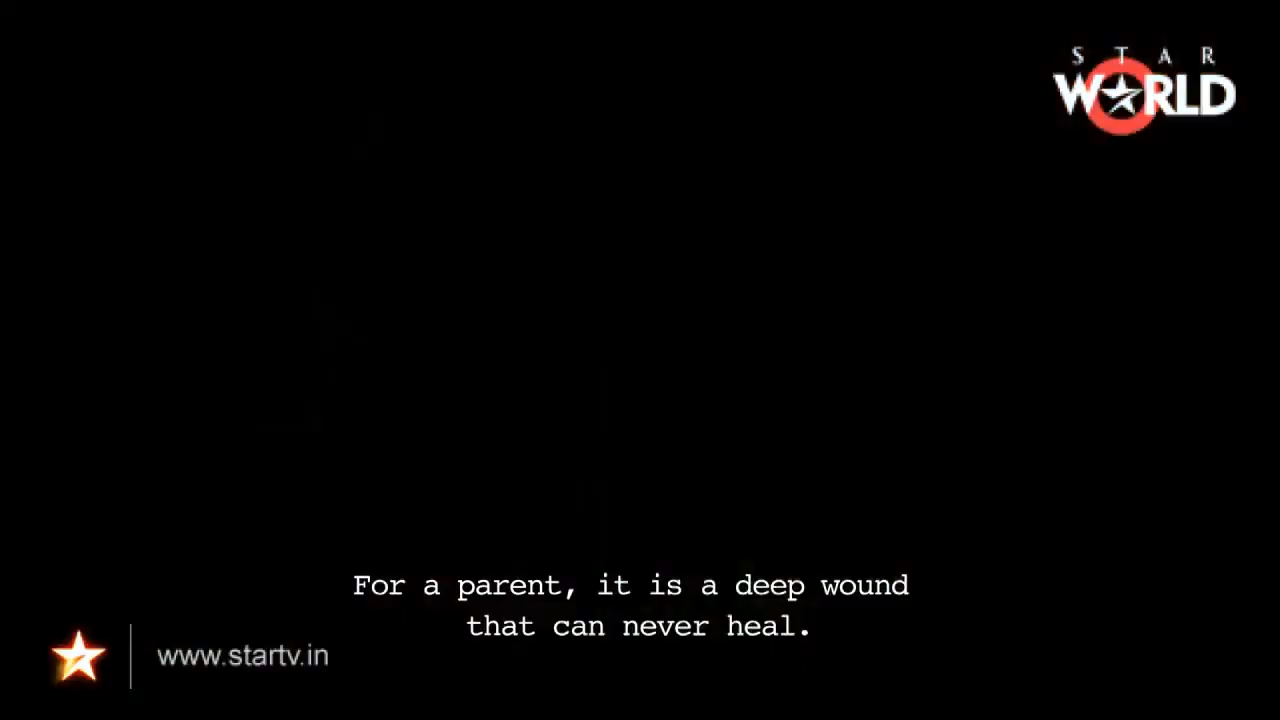 STAR
WORLD
For a parent, it is a deep wound
that can never heal.
www.startv.in